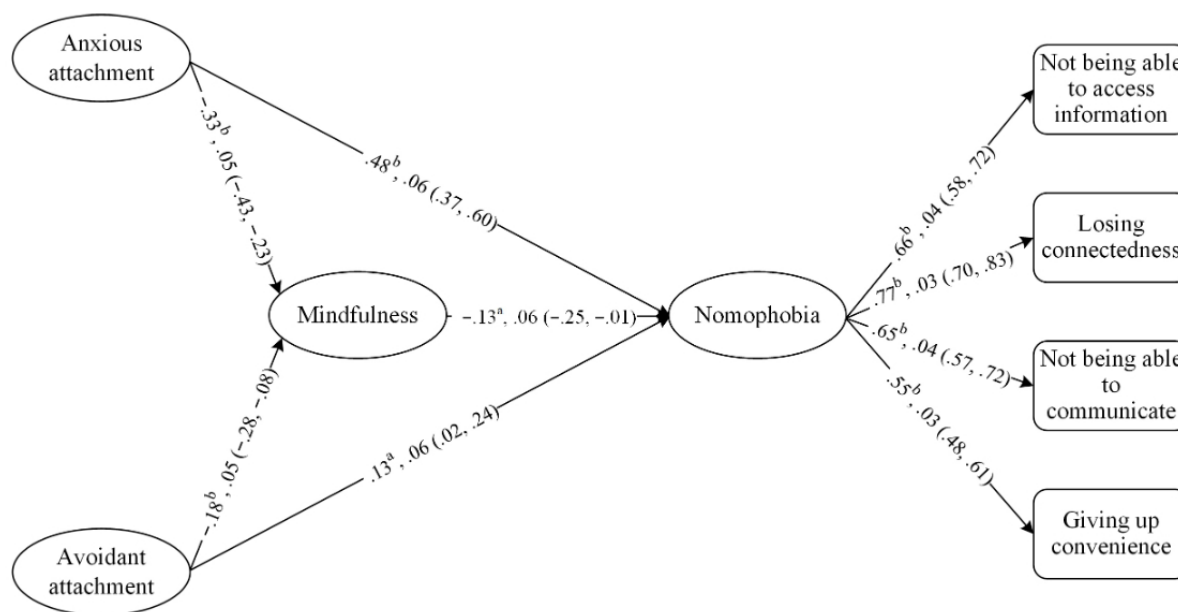 Anxious
attachment
−.33ᵇ, .05 (−.43, −.23)
.48ᵇ, .06 (.37, .60)
Mindfulness
−.13ᵃ, .06 (−.25, −.01)
Nomophobia
−.18ᵇ, .05 (−.28, −.08)
.13ᵃ, .06 (.02, .24)
Avoidant
attachment
.66ᵇ, .04 (.58, .72)
Not being able
to access
information
.77ᵇ, .03 (.70, .83)
Losing
connectedness
.65ᵇ, .04 (.57, .72)
Not being able
to
communicate
.55ᵇ, .03 (.48, .61)
Giving up
convenience